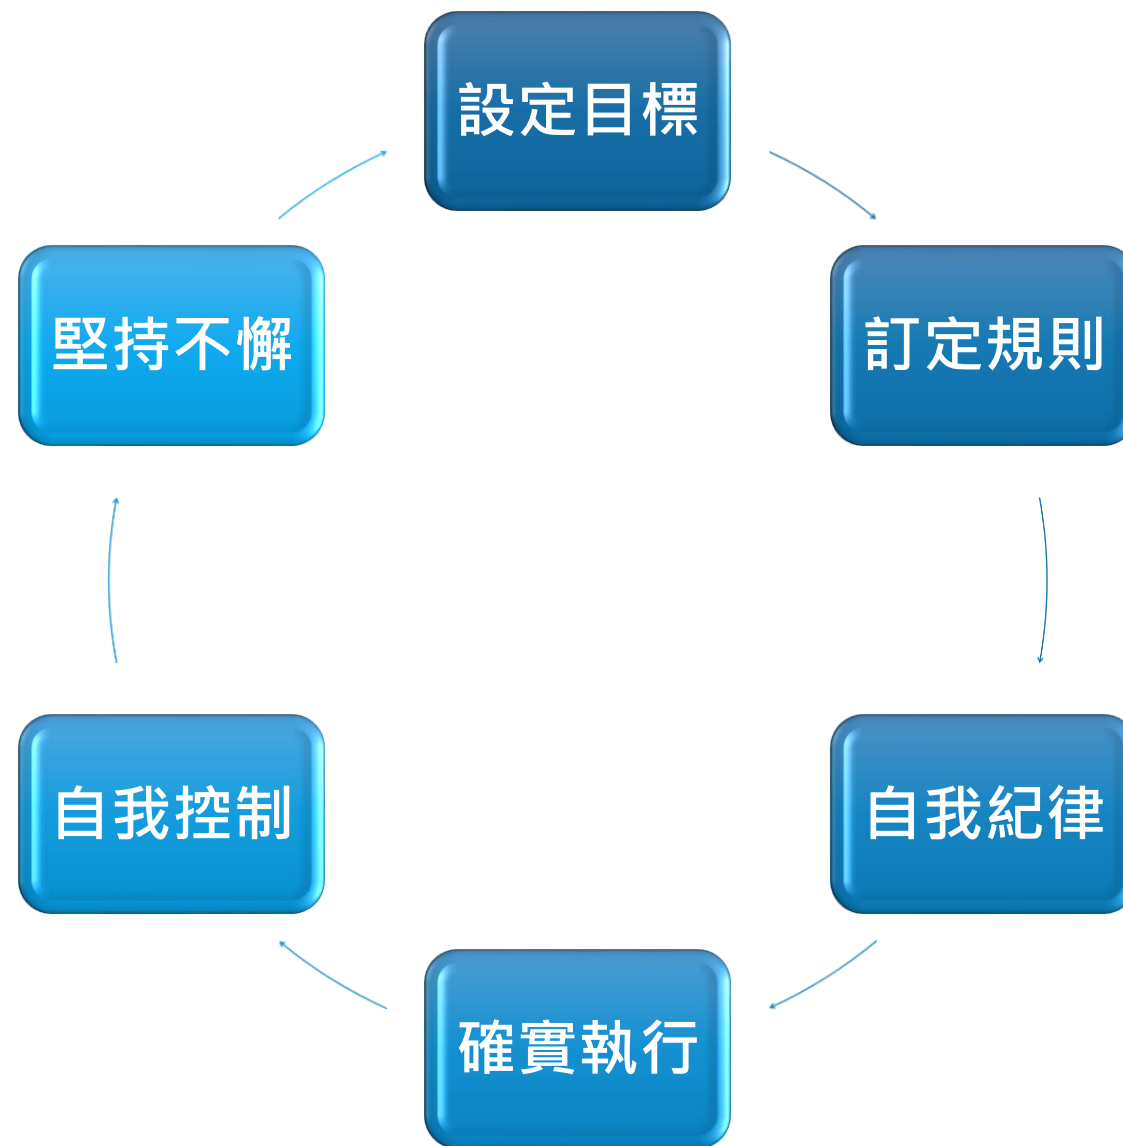 設定目標
訂定規則
自我紀律
確實執行
自我控制
堅持不懈